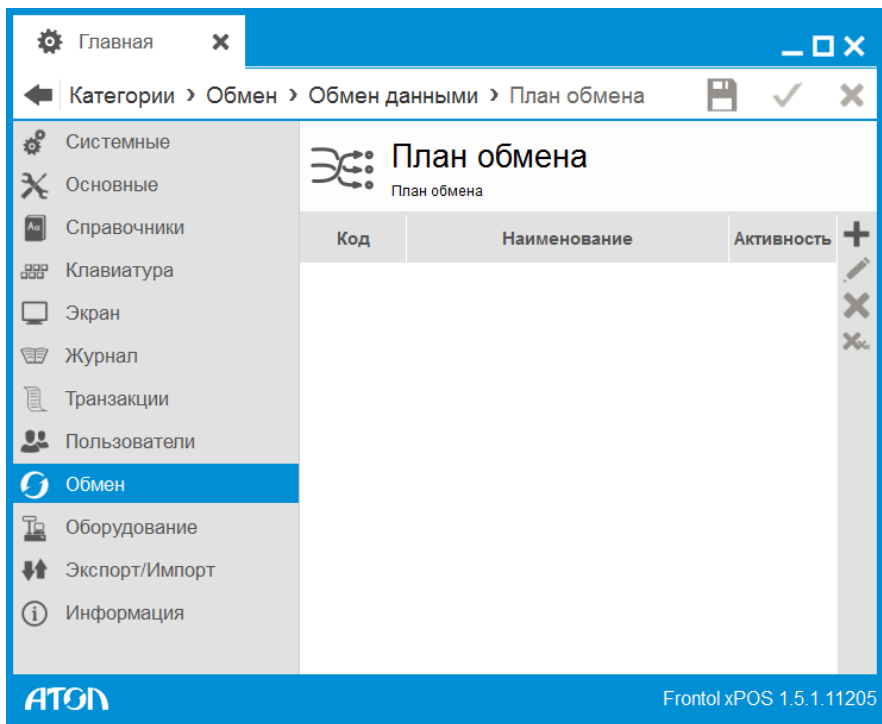 Главная
Категории › Обмен › Обмен данными › План обмена
Системные
Основные
Справочники
Клавиатура
Экран
Журнал
Транзакции
Пользователи
Обмен
Оборудование
Экспорт/Импорт
Информация
План обмена
План обмена
Код Наименование Активность
ATOL Frontol xPOS 1.5.1.11205